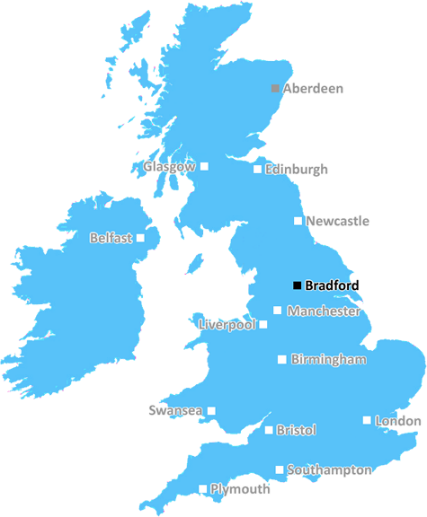 Aberdeen
Glasgow
Edinburgh
Newcastle
Belfast
Bradford
Manchester
Liverpool
Birmingham
Swansea
London
Bristol
Southampton
Plymouth